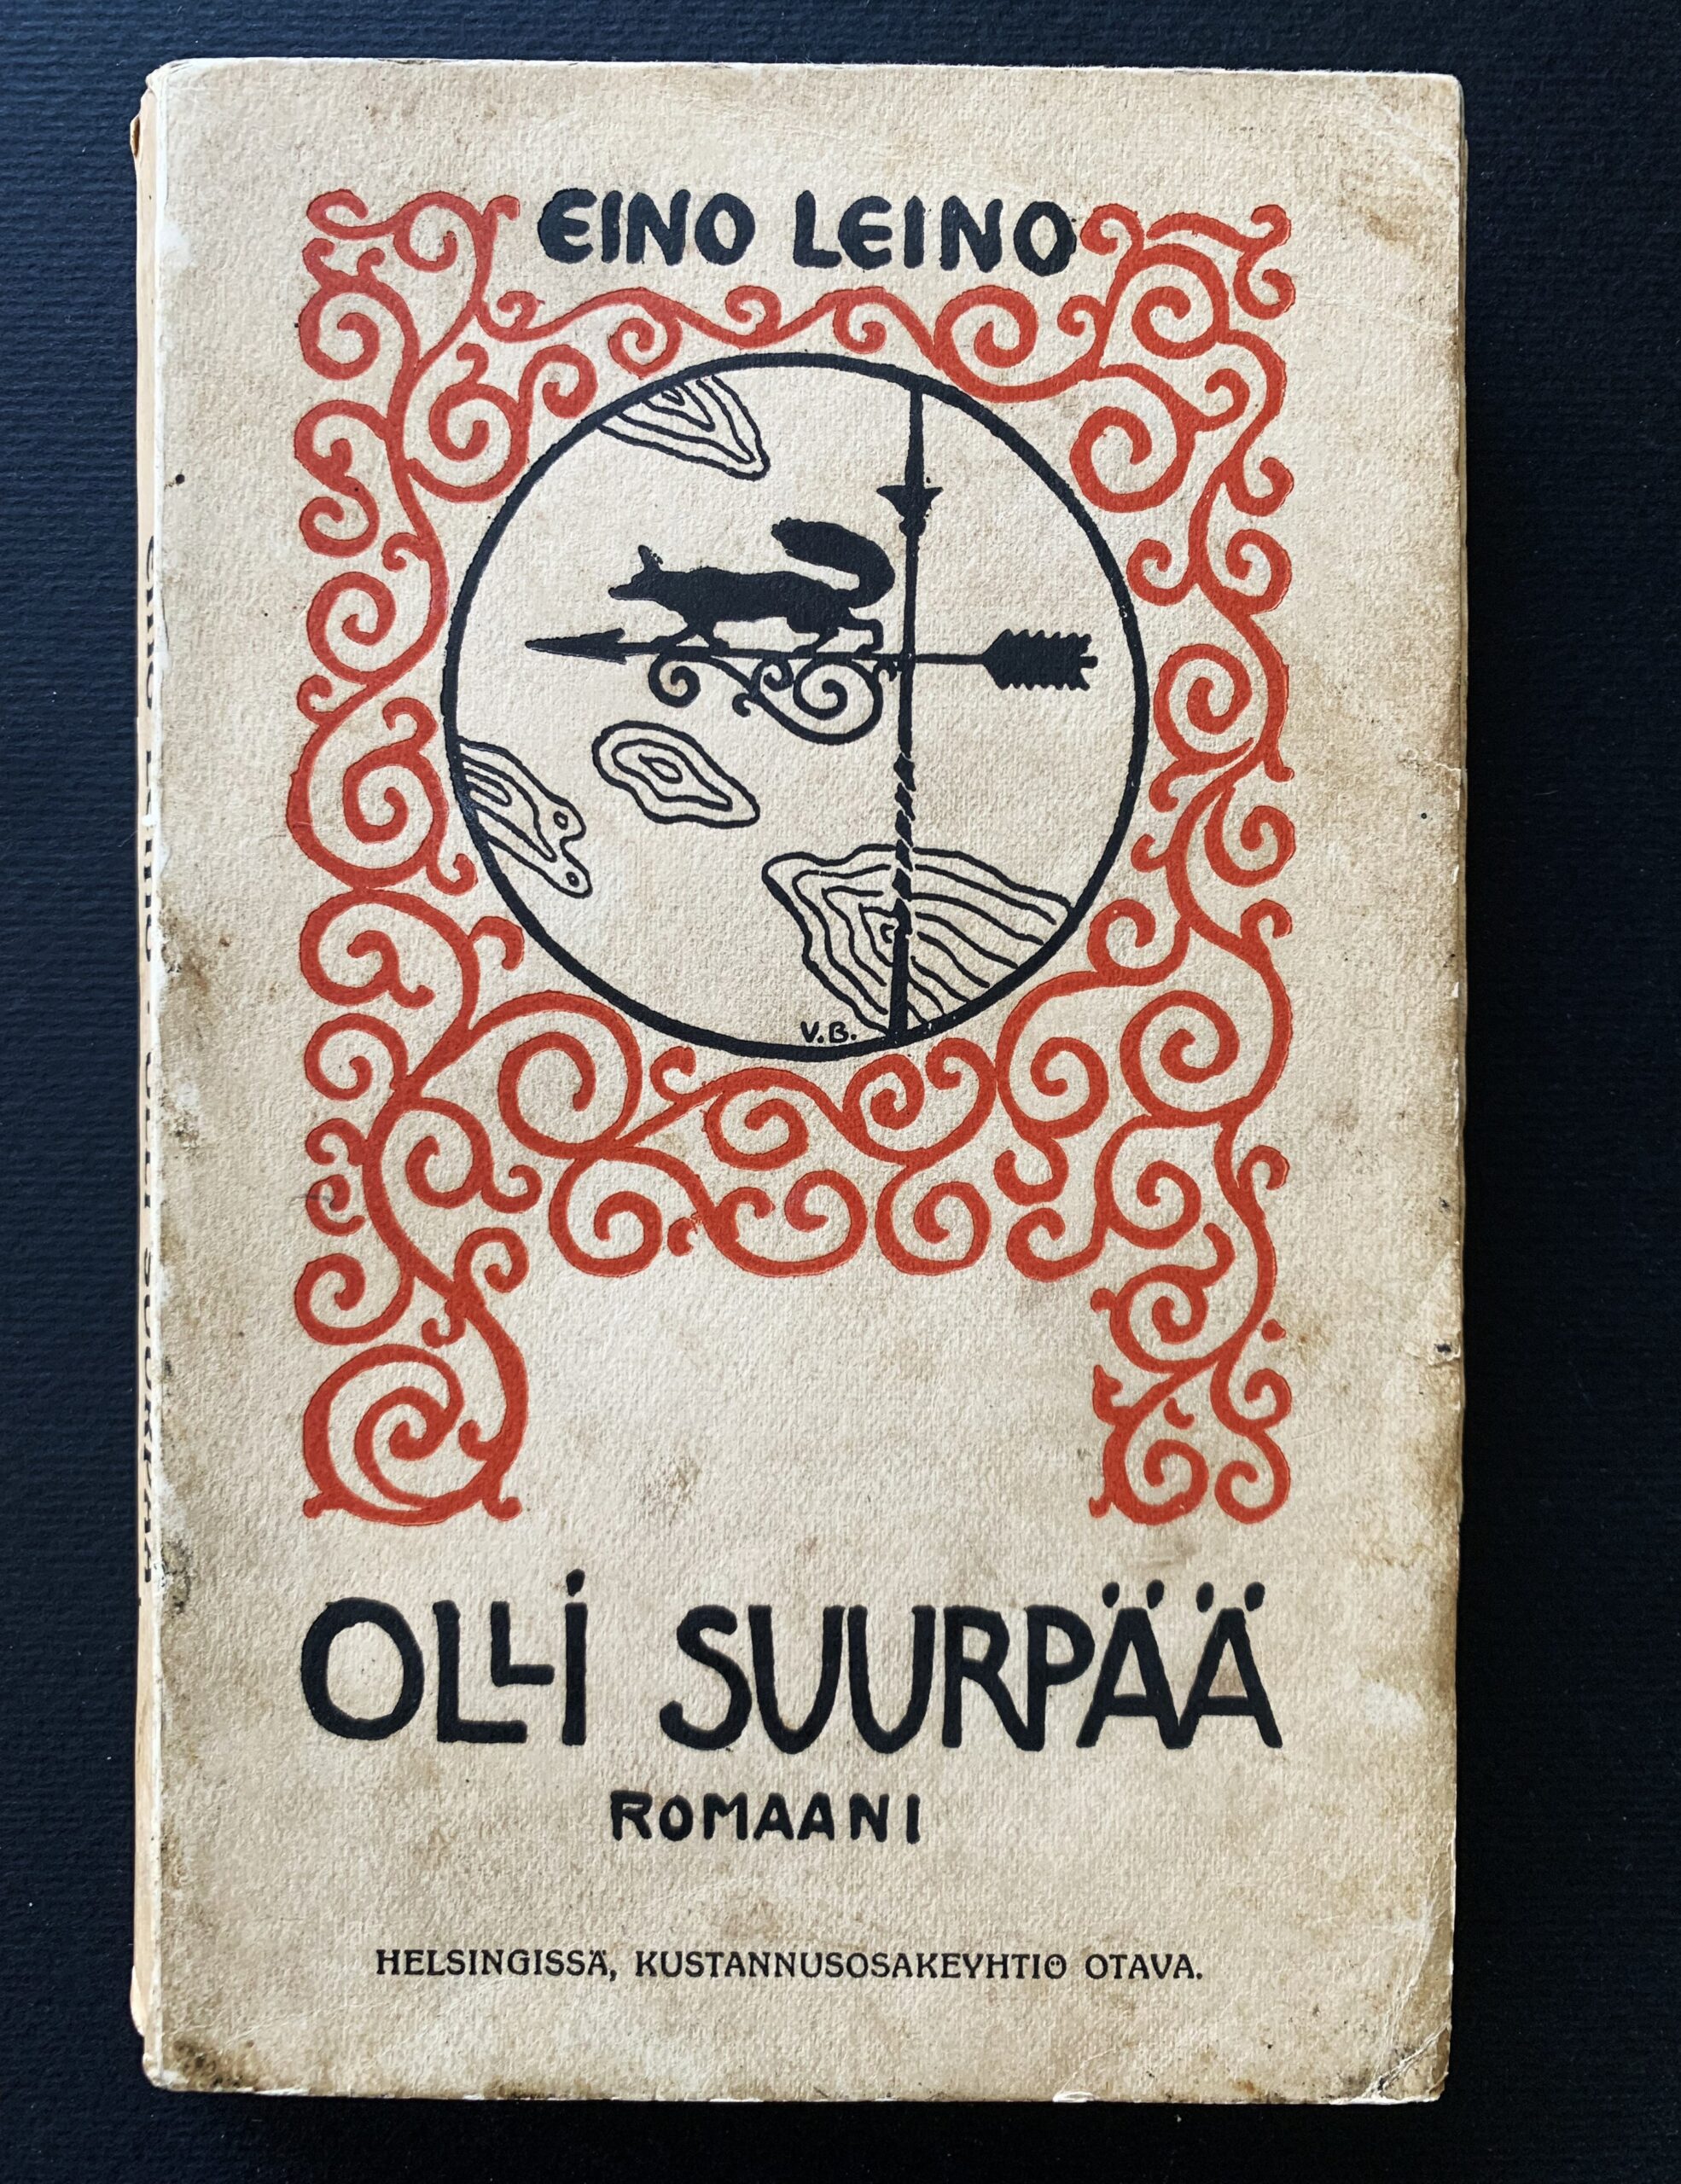 EINO LEINO
V.B.
OLLI SUURPÄÄ
ROMAANI
HELSINGISSÄ, KUSTANNUSOSAKEYHTIÖ OTAVA.